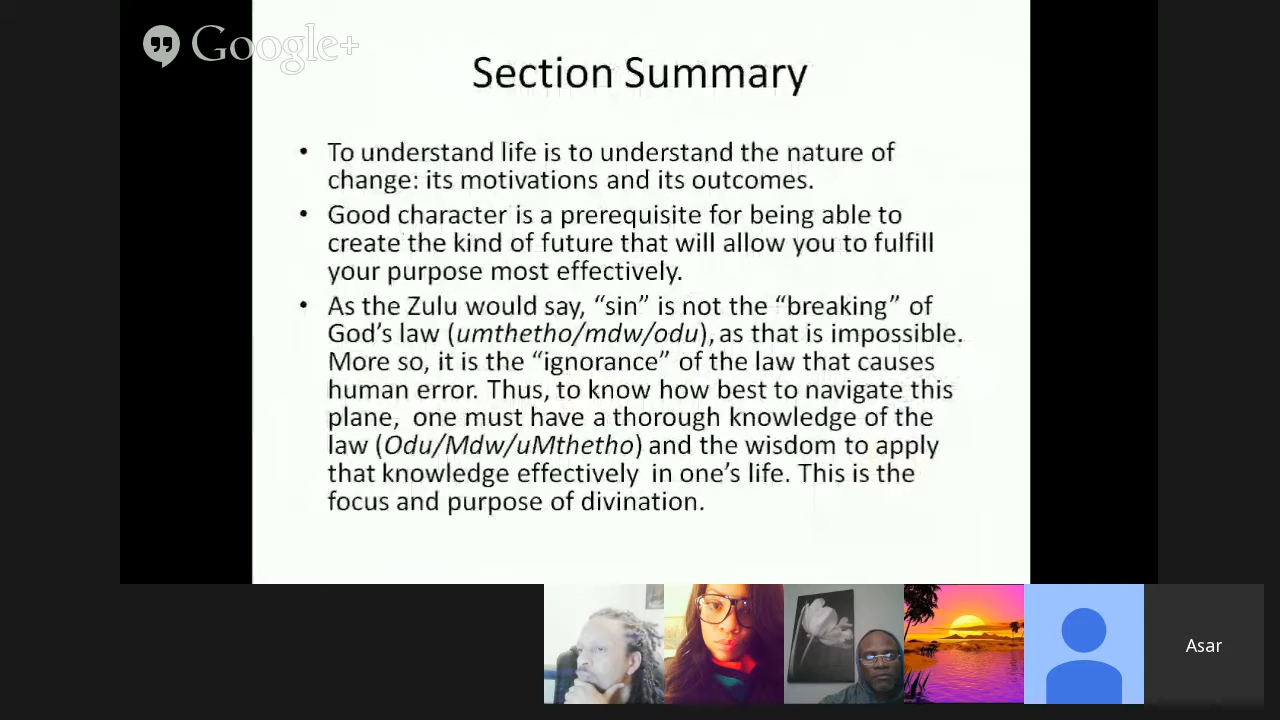 Google+
Section Summary
• To understand life is to understand the nature of
change: its motivations and its outcomes.
• Good character is a prerequisite for being able to
create the kind of future that will allow you to fulfill
your purpose most effectively.
• As the Zulu would say, “sin” is not the “breaking” of
God’s law (umthetho/mdw/odu), as that is impossible.
More so, it is the “ignorance” of the law that causes
human error. Thus, to know how best to navigate this
plane,  one must have a thorough knowledge of the
law (Odu/Mdw/uMthetho) and the wisdom to apply
that knowledge effectively  in one’s life. This is the
focus and purpose of divination.
Asar